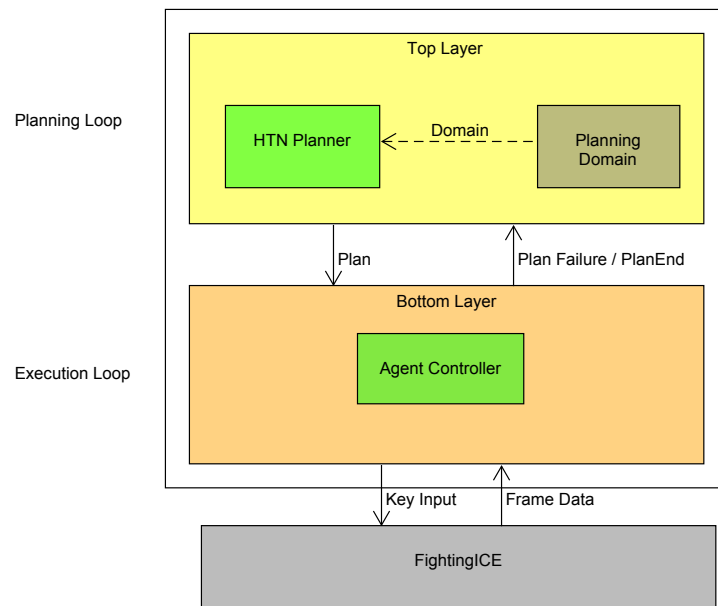 Top Layer
Planning Loop
HTN Planner
Domain
Planning
Domain
Plan
Plan Failure / PlanEnd
Bottom Layer
Execution Loop
Agent Controller
Key Input
Frame Data
FightingICE